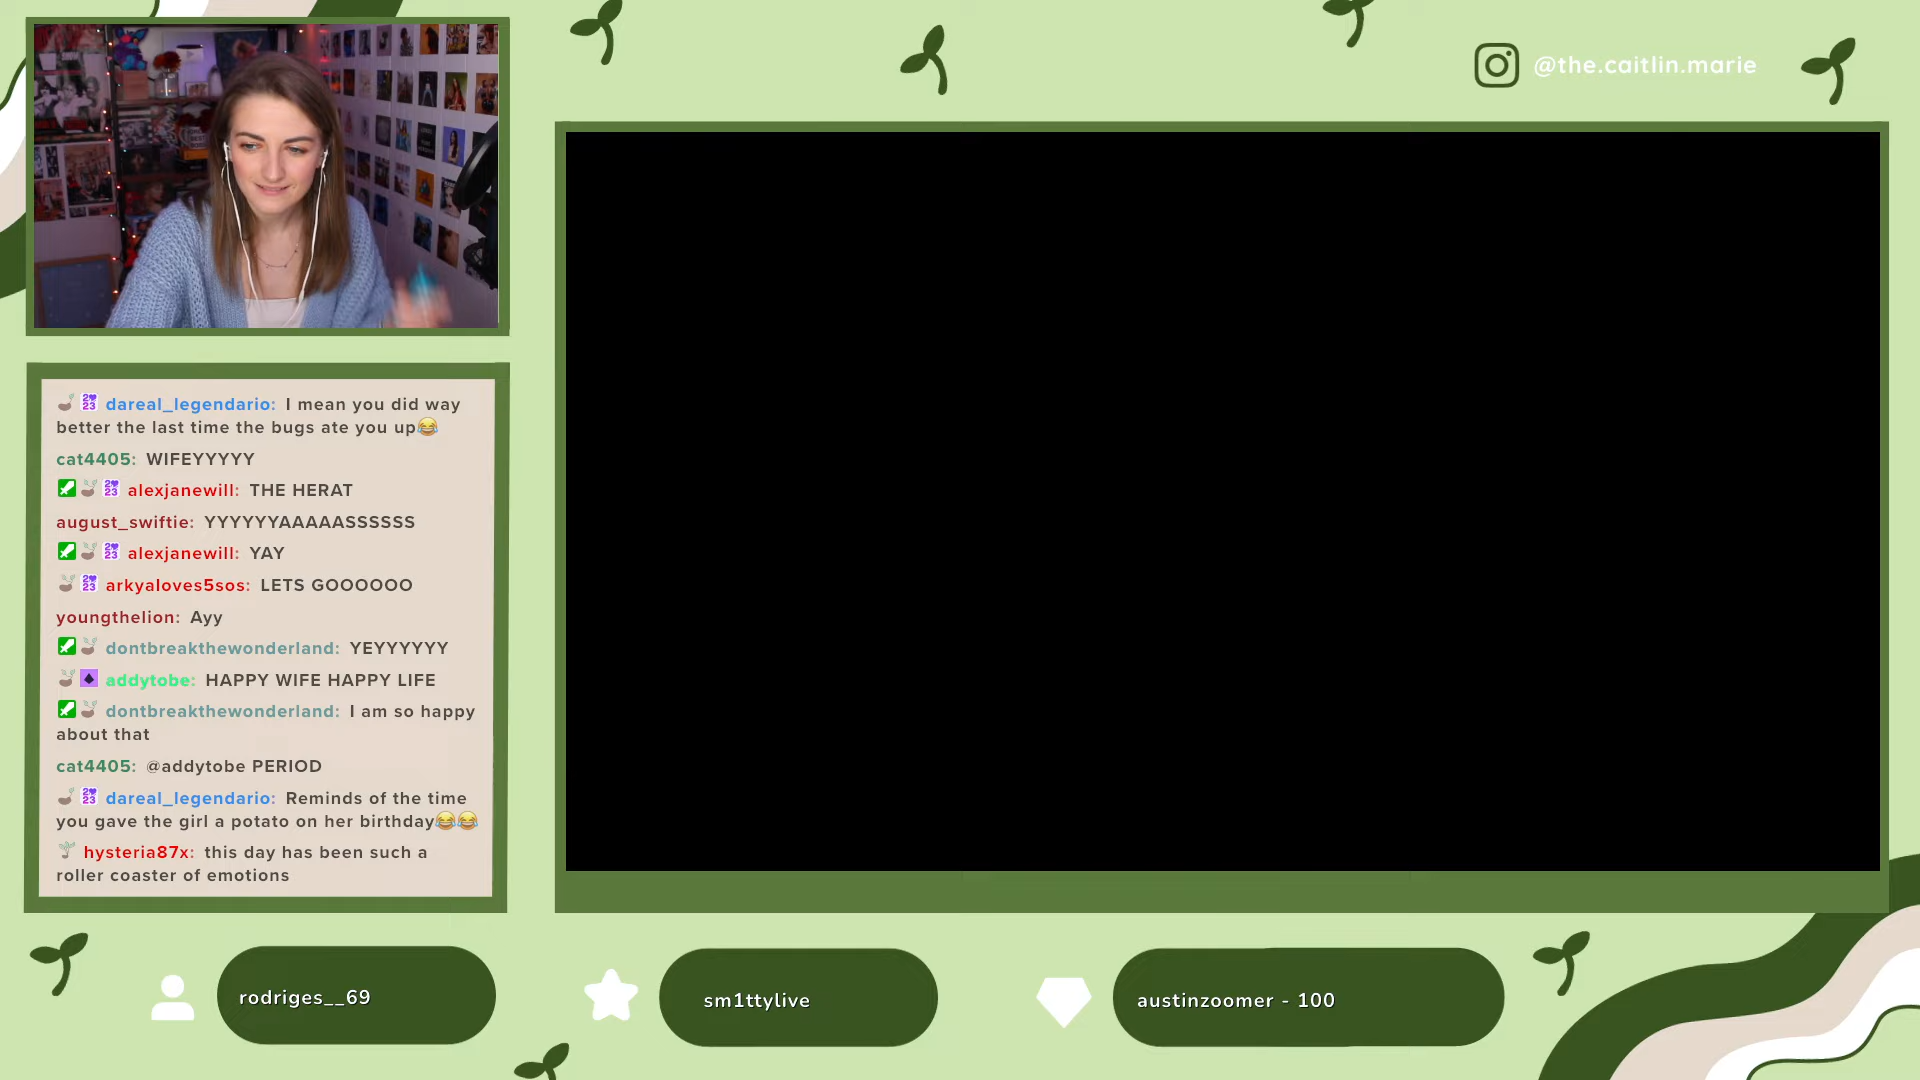 @the.caitlin.marie
dareal_legendario: I mean you did way
better the last time the bugs ate you up😂
cat4405: WIFEYYYYY
alexjanewill: THE HERAT
august_swiftie: YYYYYYAAAAASSSSSS
alexjanewill: YAY
arkyaloves5sos: LETS GOOOOOO
youngthelion: Ayy
dontbreakthewonderland: YEYYYYYY
addytobe: HAPPY WIFE HAPPY LIFE
dontbreakthewonderland: I am so happy
about that
cat4405: @addytobe PERIOD
dareal_legendario: Reminds of the time
you gave the girl a potato on her birthday😂😂
hysteria87x: this day has been such a
roller coaster of emotions
rodriges__69
sm1ttylive
austinzoomer - 100